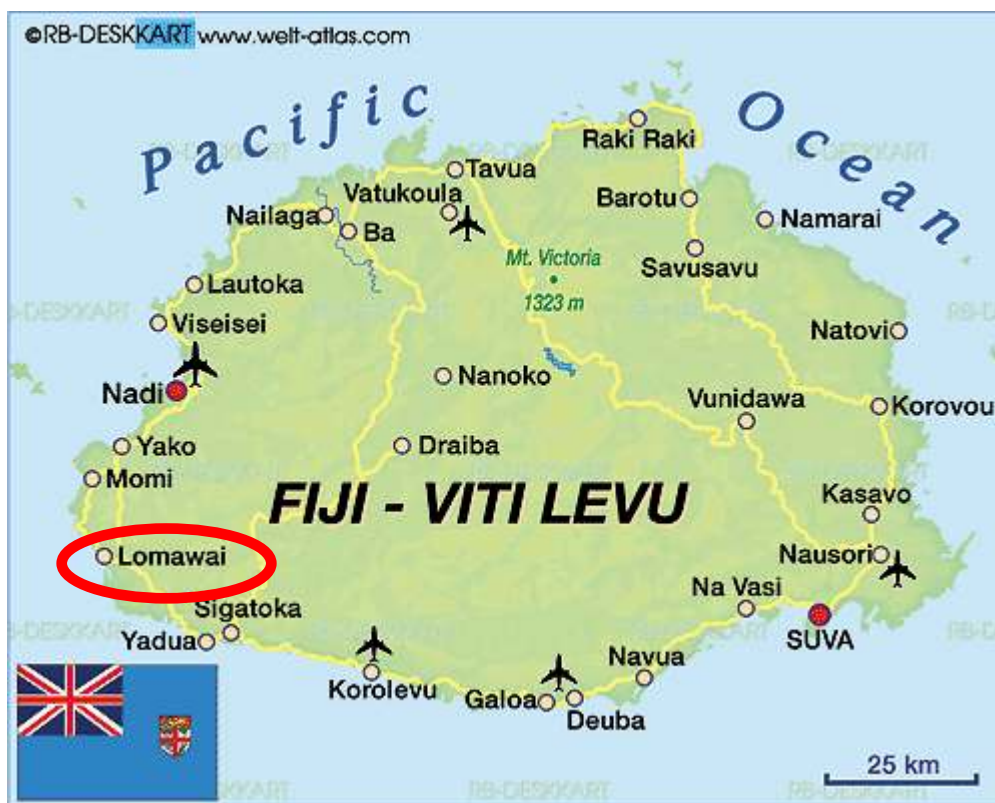 ©RB-DESKKART www.welt-atlas.com
Pacific Ocean
Raki Raki
Tavua
Vatukoula
Barotu
Nailaga
Ba
Namarai
Mt. Victoria
1323 m
Savusavu
Lautoka
Viseisei
Natovi
Nanoko
Nadi
Vunidawa
Korovou
Yako
Draiba
Momi
FIJI - VITI LEVU
Kasavo
Lomawai
Nausori
Na Vasi
Sigatoka
Yadua
SUVA
Navua
Korolevu
Galoa
Deuba
25 km
RB-DESKKART